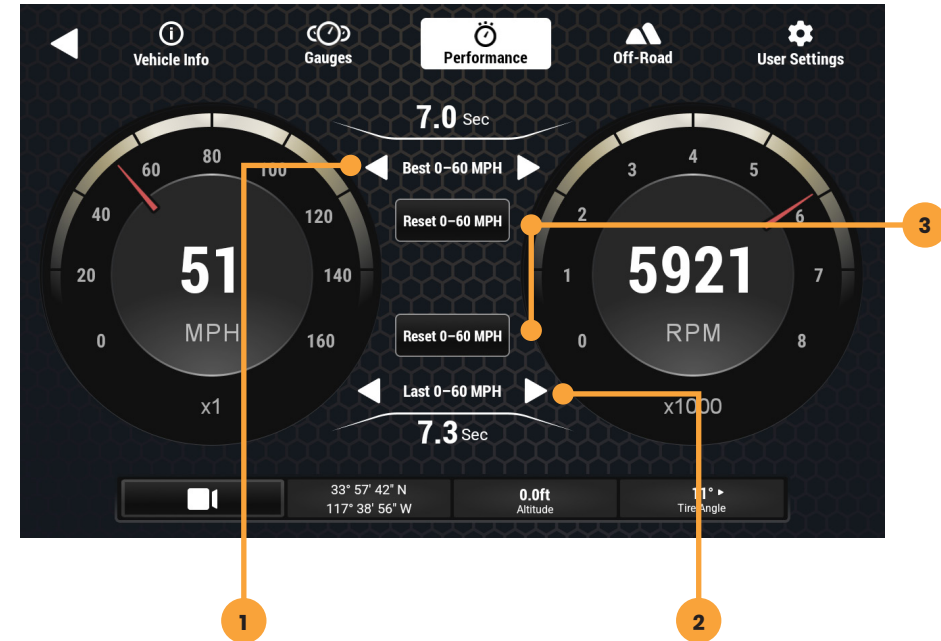 Vehicle Info
Gauges
Performance
Off-Road
User Settings
7.0 Sec
Best 0–60 MPH
Reset 0–60 MPH
0
20
40
60
80
100
120
140
160
51
MPH
x1
0
1
2
3
4
5
6
7
8
5921
RPM
x1000
Reset 0–60 MPH
Last 0–60 MPH
7.3 Sec
33° 57' 42" N
117° 38' 56" W
0.0ft
Altitude
11° ▸
Tire Angle
3
1
2